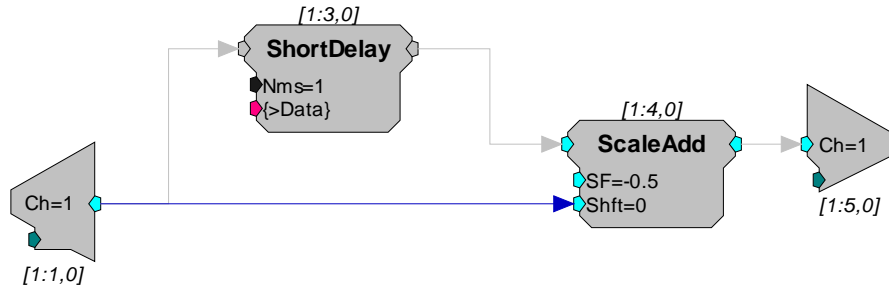 [1:3,0]
ShortDelay
Nms=1
{>Data}
[1:4,0]
ScaleAdd
SF=-0.5
Shft=0
Ch=1
[1:5,0]
Ch=1
[1:1,0]